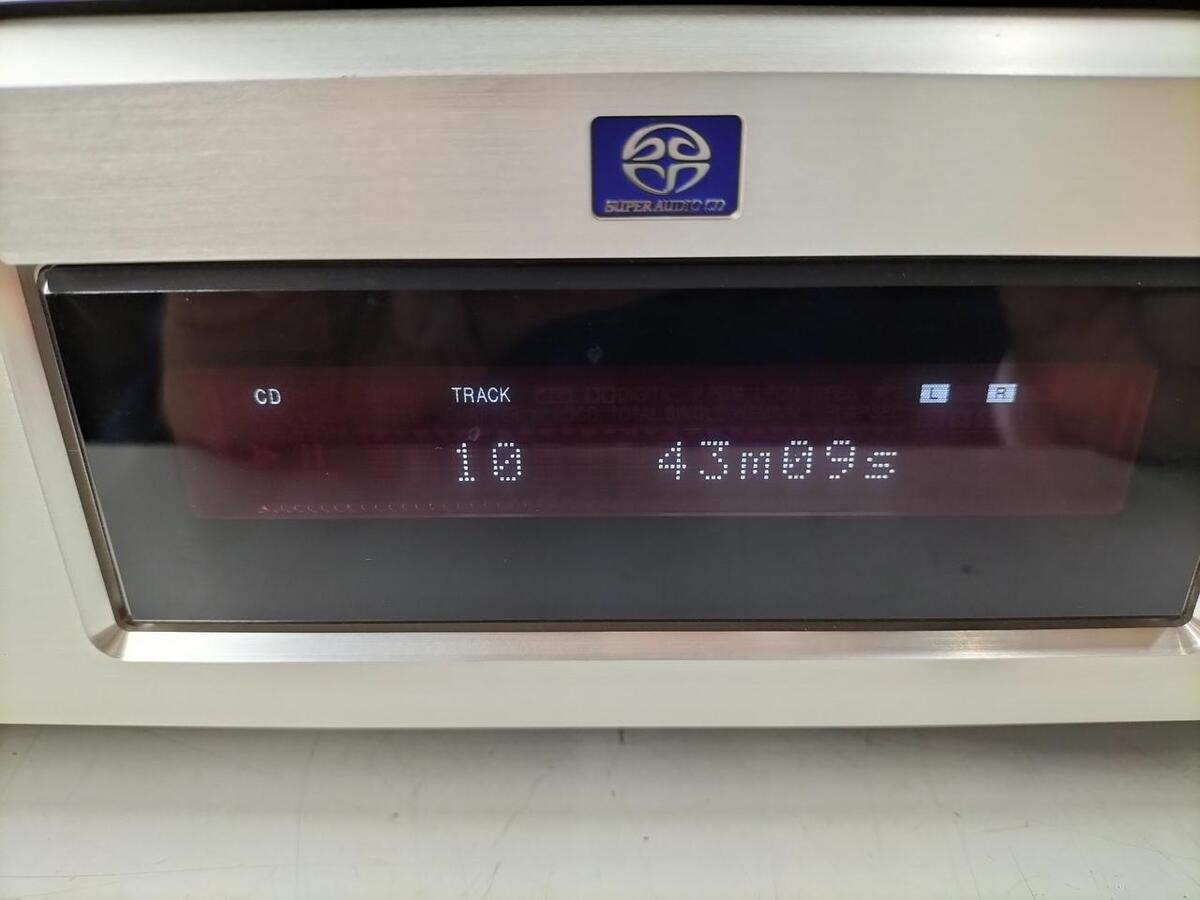 SUPER AUDIO CD
CD TRACK L R
10 43m09s